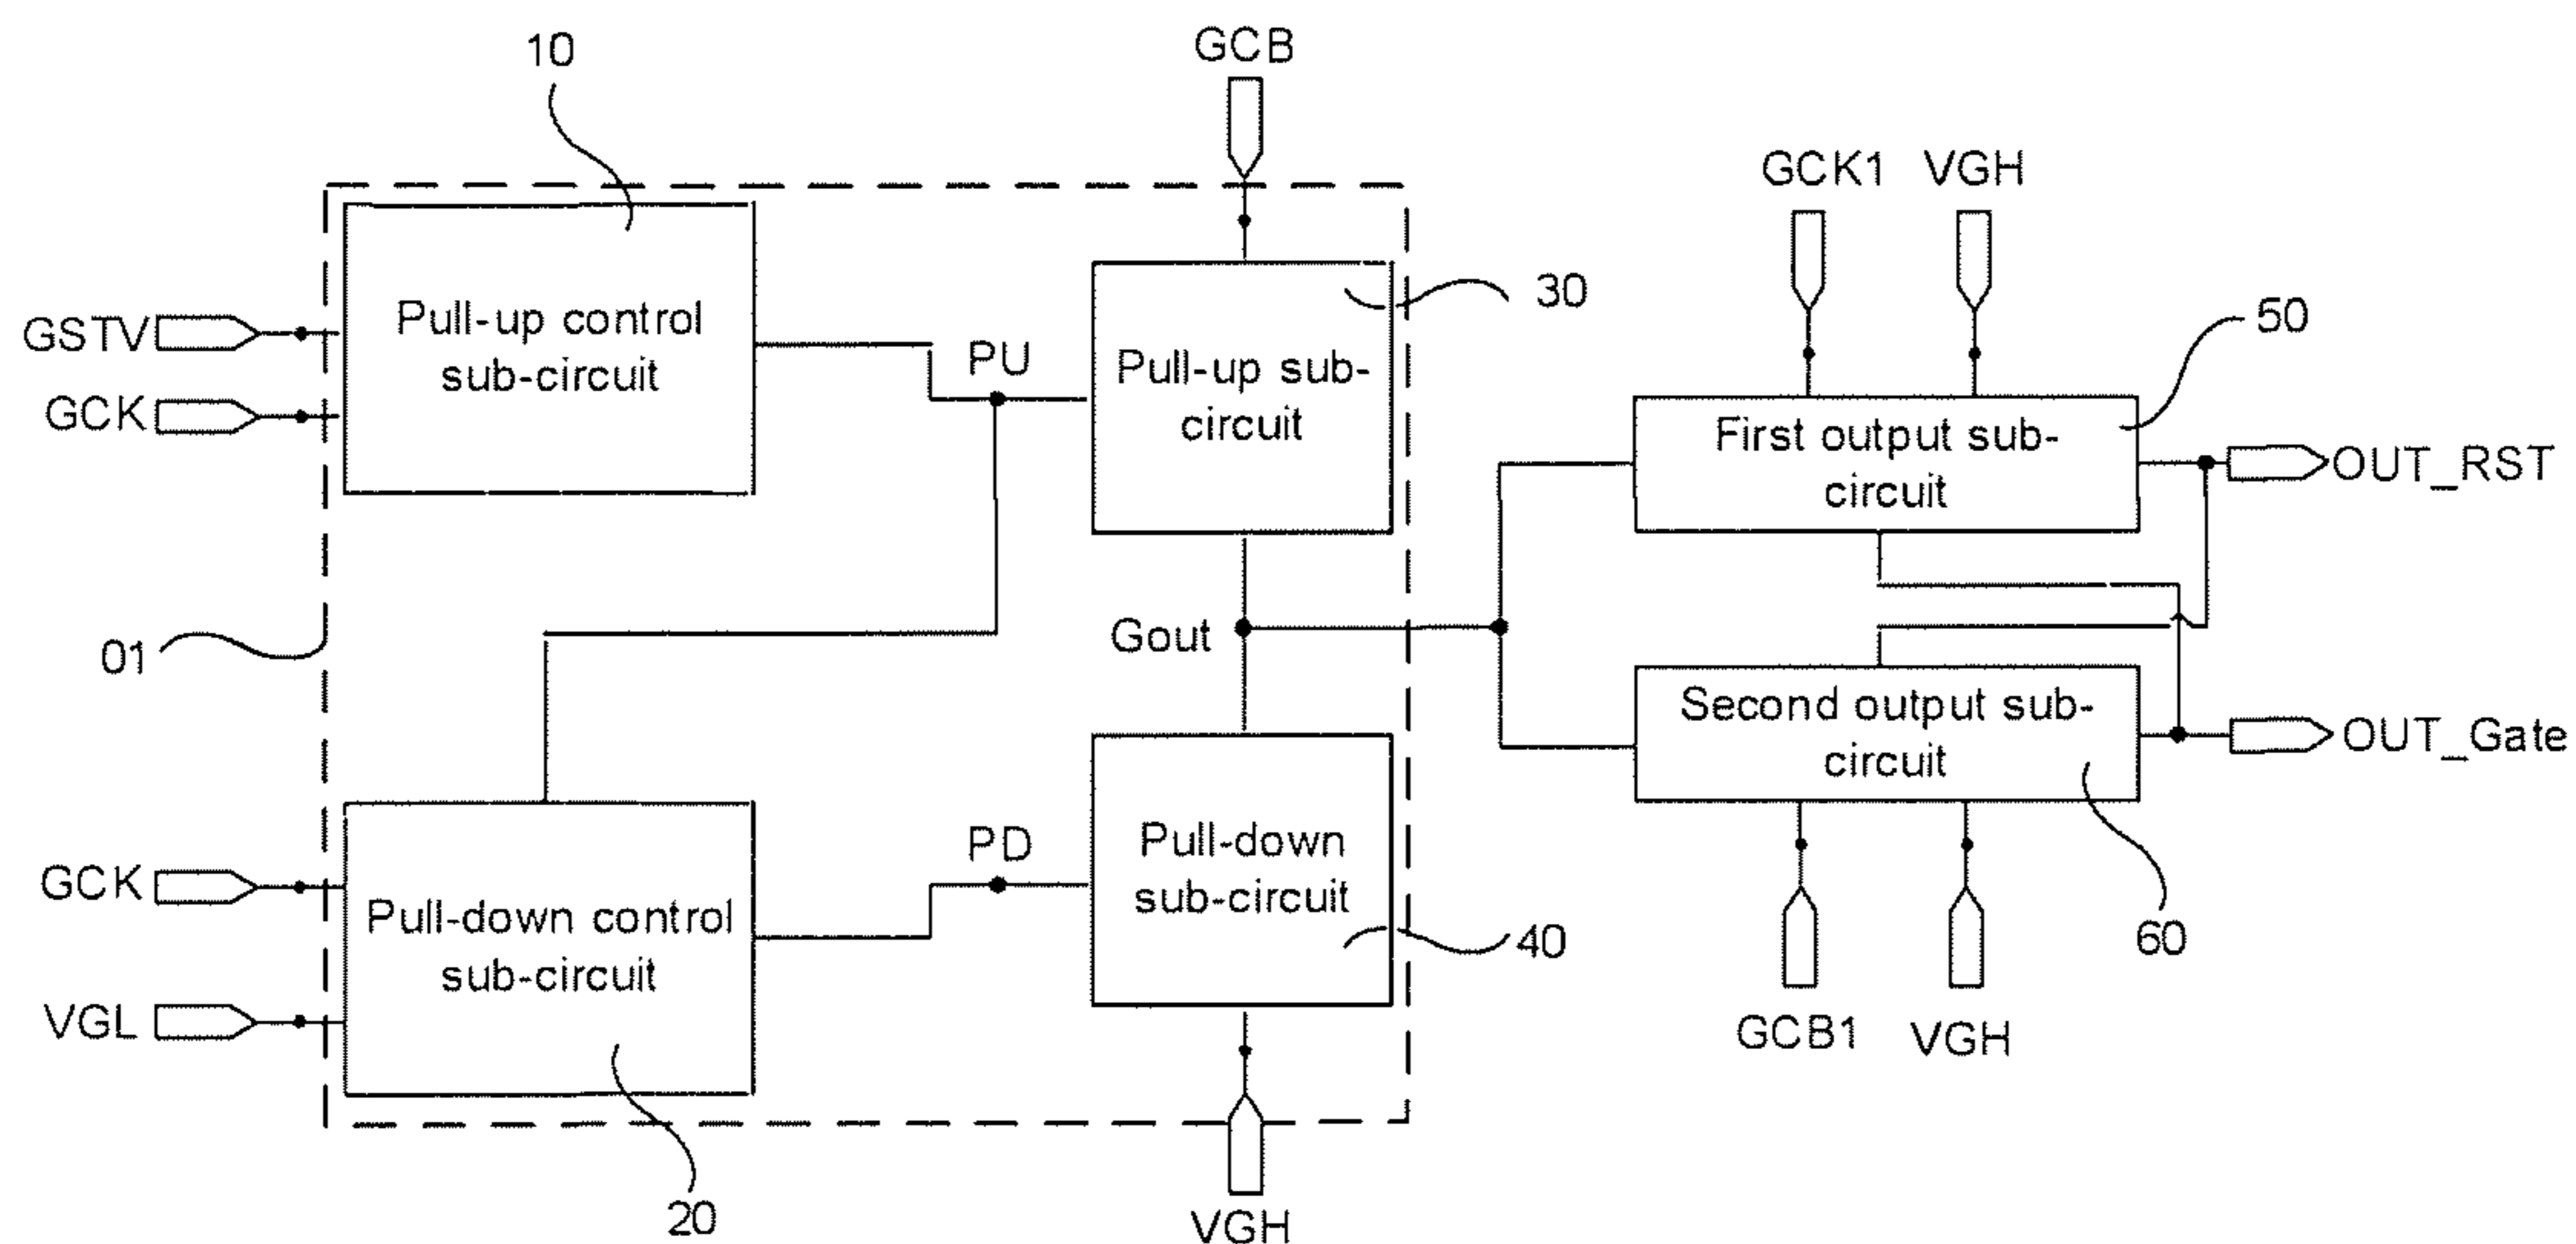 10
GCB
GCK1
VGH
30
50
GSTV
GCK
Pull-up control
sub-circuit
PU
Pull-up sub-
circuit
First output sub-
circuit
OUT_RST
01
Gout
Second output sub-
circuit
OUT_Gate
GCK
VGL
Pull-down control
sub-circuit
PD
Pull-down
sub-circuit
40
60
GCB1
VGH
20
VGH